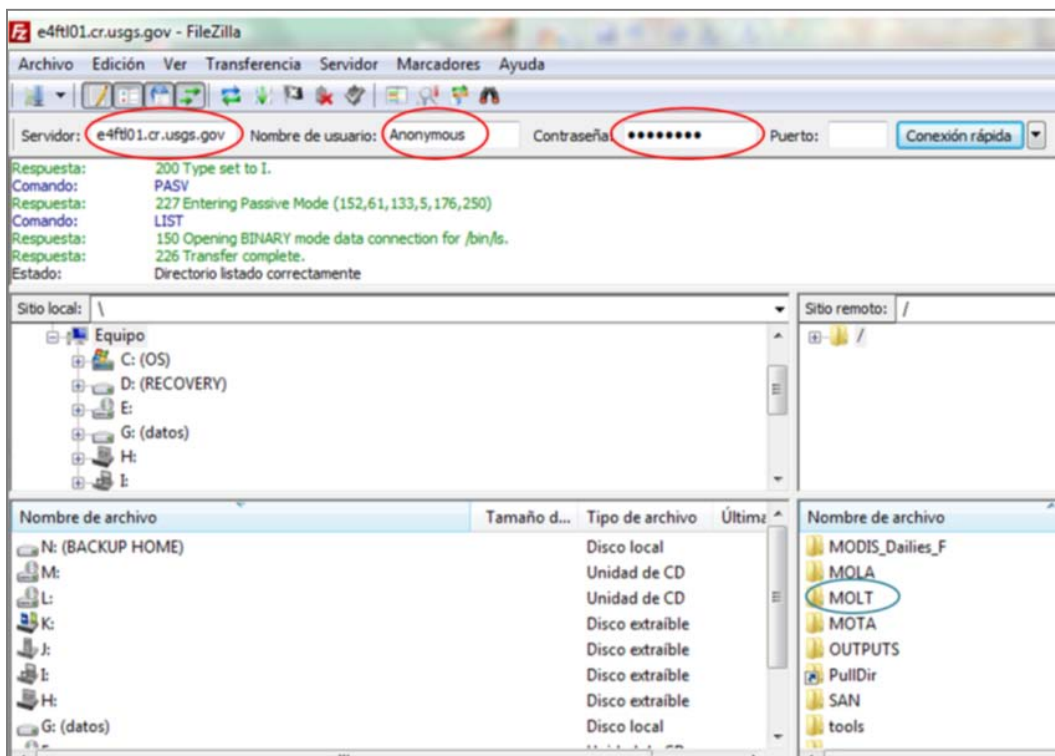 e4ftl01.cr.usgs.gov - FileZilla
Archivo Edición Ver Transferencia Servidor Marcadores Ayuda
Servidor: e4ftl01.cr.usgs.gov Nombre de usuario: Anonymous Contraseña: •••••••• Puerto: Conexión rápida
Respuesta: 200 Type set to I.
Comando: PASV
Respuesta: 227 Entering Passive Mode (152,61,133,5,176,250)
Comando: LIST
Respuesta: 150 Opening BINARY mode data connection for /bin/ls.
Respuesta: 226 Transfer complete.
Estado: Directorio listado correctamente
Sitio local: \
Equipo
C: (OS)
D: (RECOVERY)
E:
G: (datos)
H:
I:
Sitio remoto: /
/
Nombre de archivo Tamaño d... Tipo de archivo Última
N: (BACKUP HOME) Disco local
M: Unidad de CD
L: Unidad de CD
K: Disco extraíble
J: Disco extraíble
I: Disco extraíble
H: Disco extraíble
G: (datos) Disco local
Nombre de archivo
MODIS_Dailies_F
MOLA
MOLT
MOTA
OUTPUTS
PullDir
SAN
tools